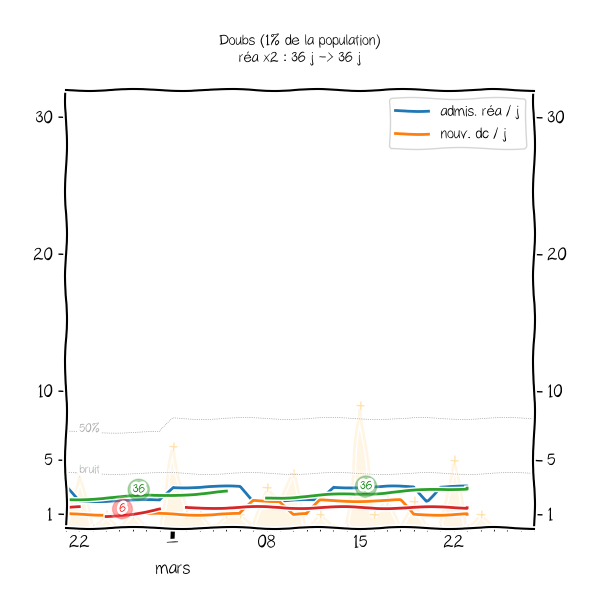 Doubs (1% de la population)
réa x2 : 36 j -> 36 j
admis. réa / j
nouv. dc / j
30 30
20 20
10 10
50%
5 5
bruit
36 36
6
1 1
22 1 08 15 22
mars